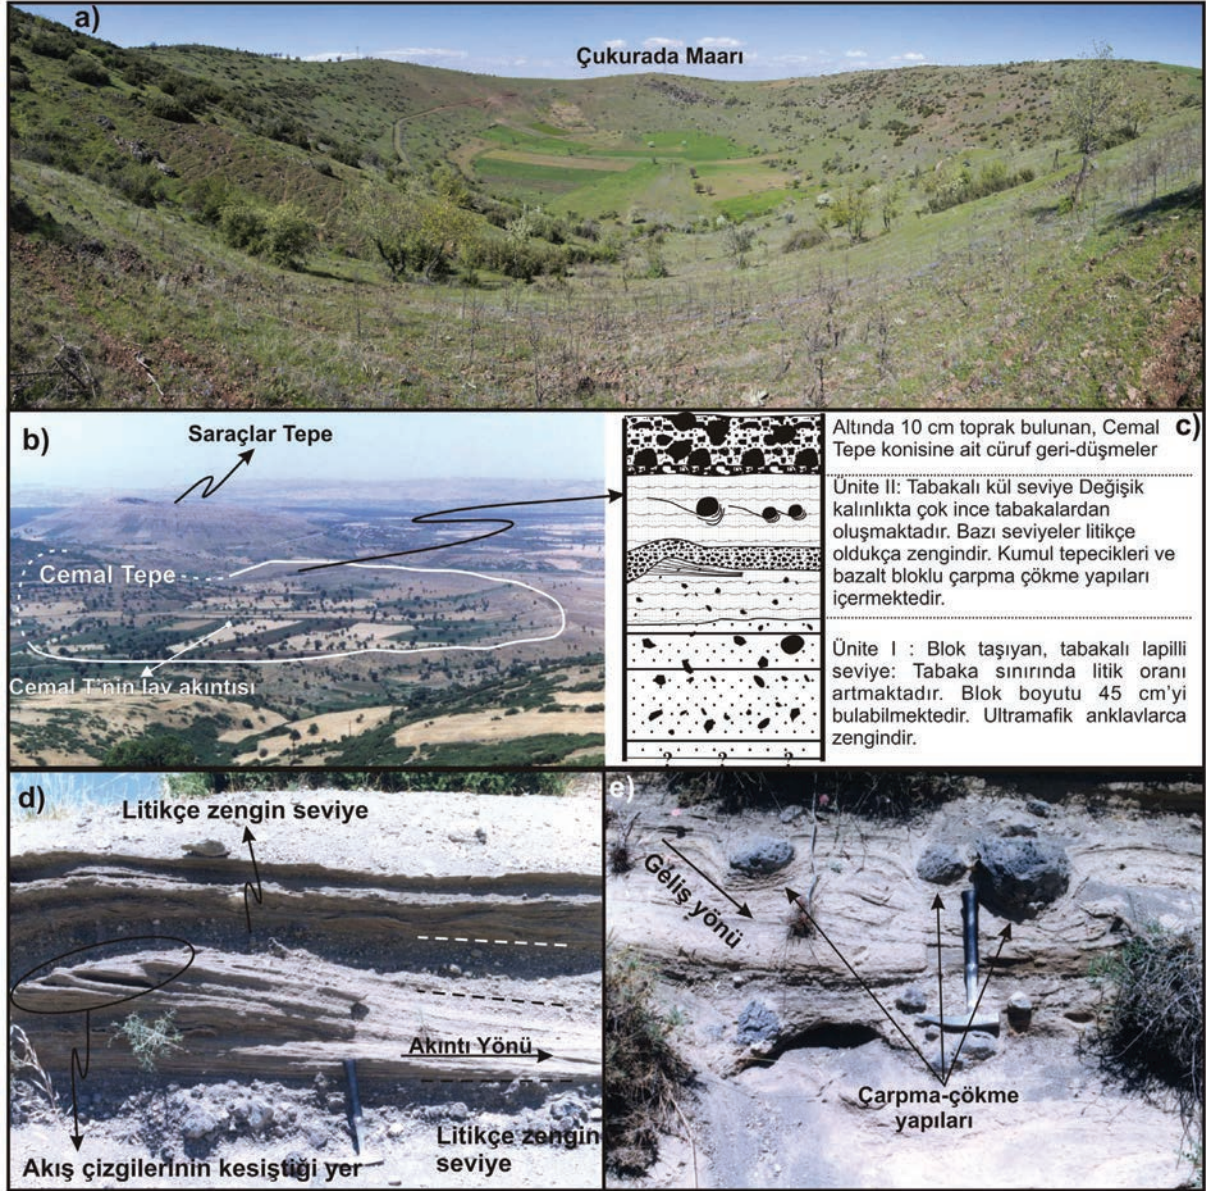 a)
Çukurada Maarı
b)
Saraçlar Tepe
Cemal Tepe
Cemal T'nin lav akıntısı
c)
Altında 10 cm toprak bulunan, Cemal
Tepe konisine ait cüruf geri-düşmeler
Ünite II: Tabakalı kül seviye Değişik
kalınlıkta çok ince tabakalardan
oluşmaktadır. Bazı seviyeler litikçe
oldukça zengindir. Kumul tepecikleri ve
bazalt bloklu çarpma çökme yapıları
içermektedir.
Ünite I : Blok taşıyan, tabakalı lapilli
seviye: Tabaka sınırında litik oranı
artmaktadır. Blok boyutu 45 cm'yi
bulabilmektedir. Ultramafik anklavlarca
zengindir.
? ? ?
d)
Litikçe zengin seviye
Akıntı Yönü
Litikçe zengin
seviye
Akış çizgilerinin kesiştiği yer
e)
Geliş yönü
Çarpma-çökme
yapıları